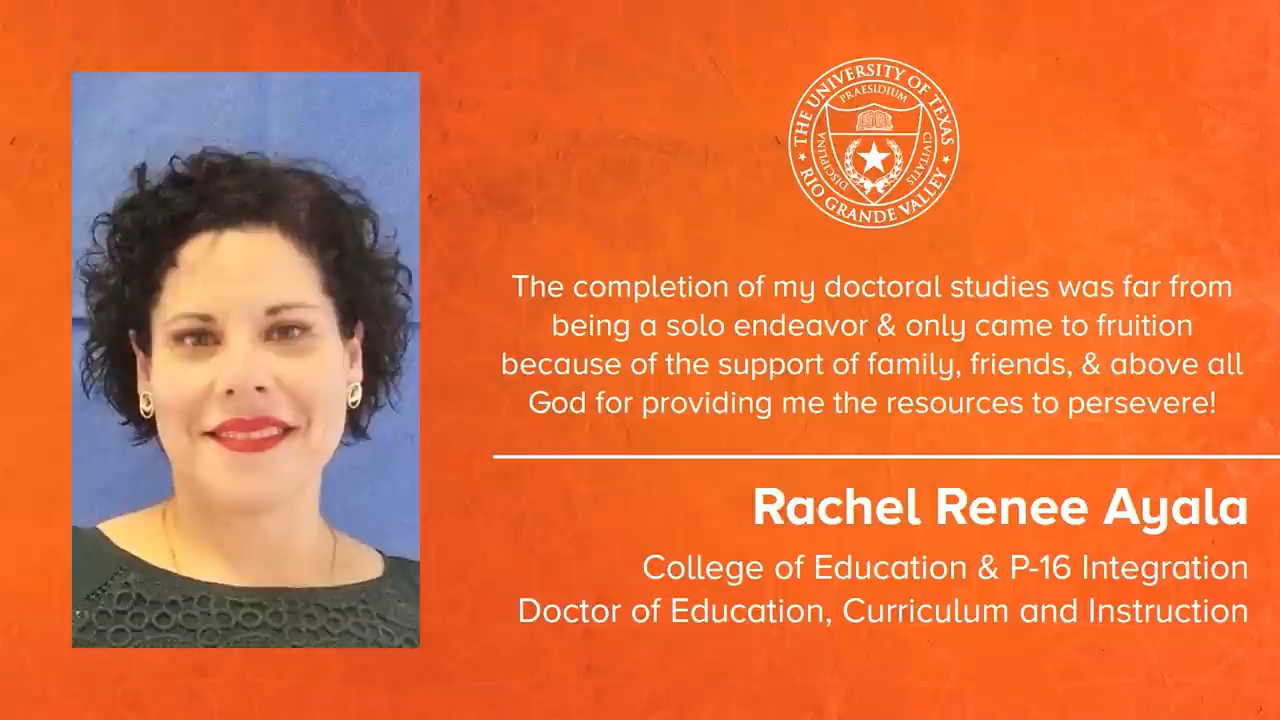 THE UNIVERSITY OF TEXAS
RIO GRANDE VALLEY
PRAESIDIUM
DISCIPLINA
CIVITATIS
The completion of my doctoral studies was far from
being a solo endeavor & only came to fruition
because of the support of family, friends, & above all
God for providing me the resources to persevere!
Rachel Renee Ayala
College of Education & P-16 Integration
Doctor of Education, Curriculum and Instruction